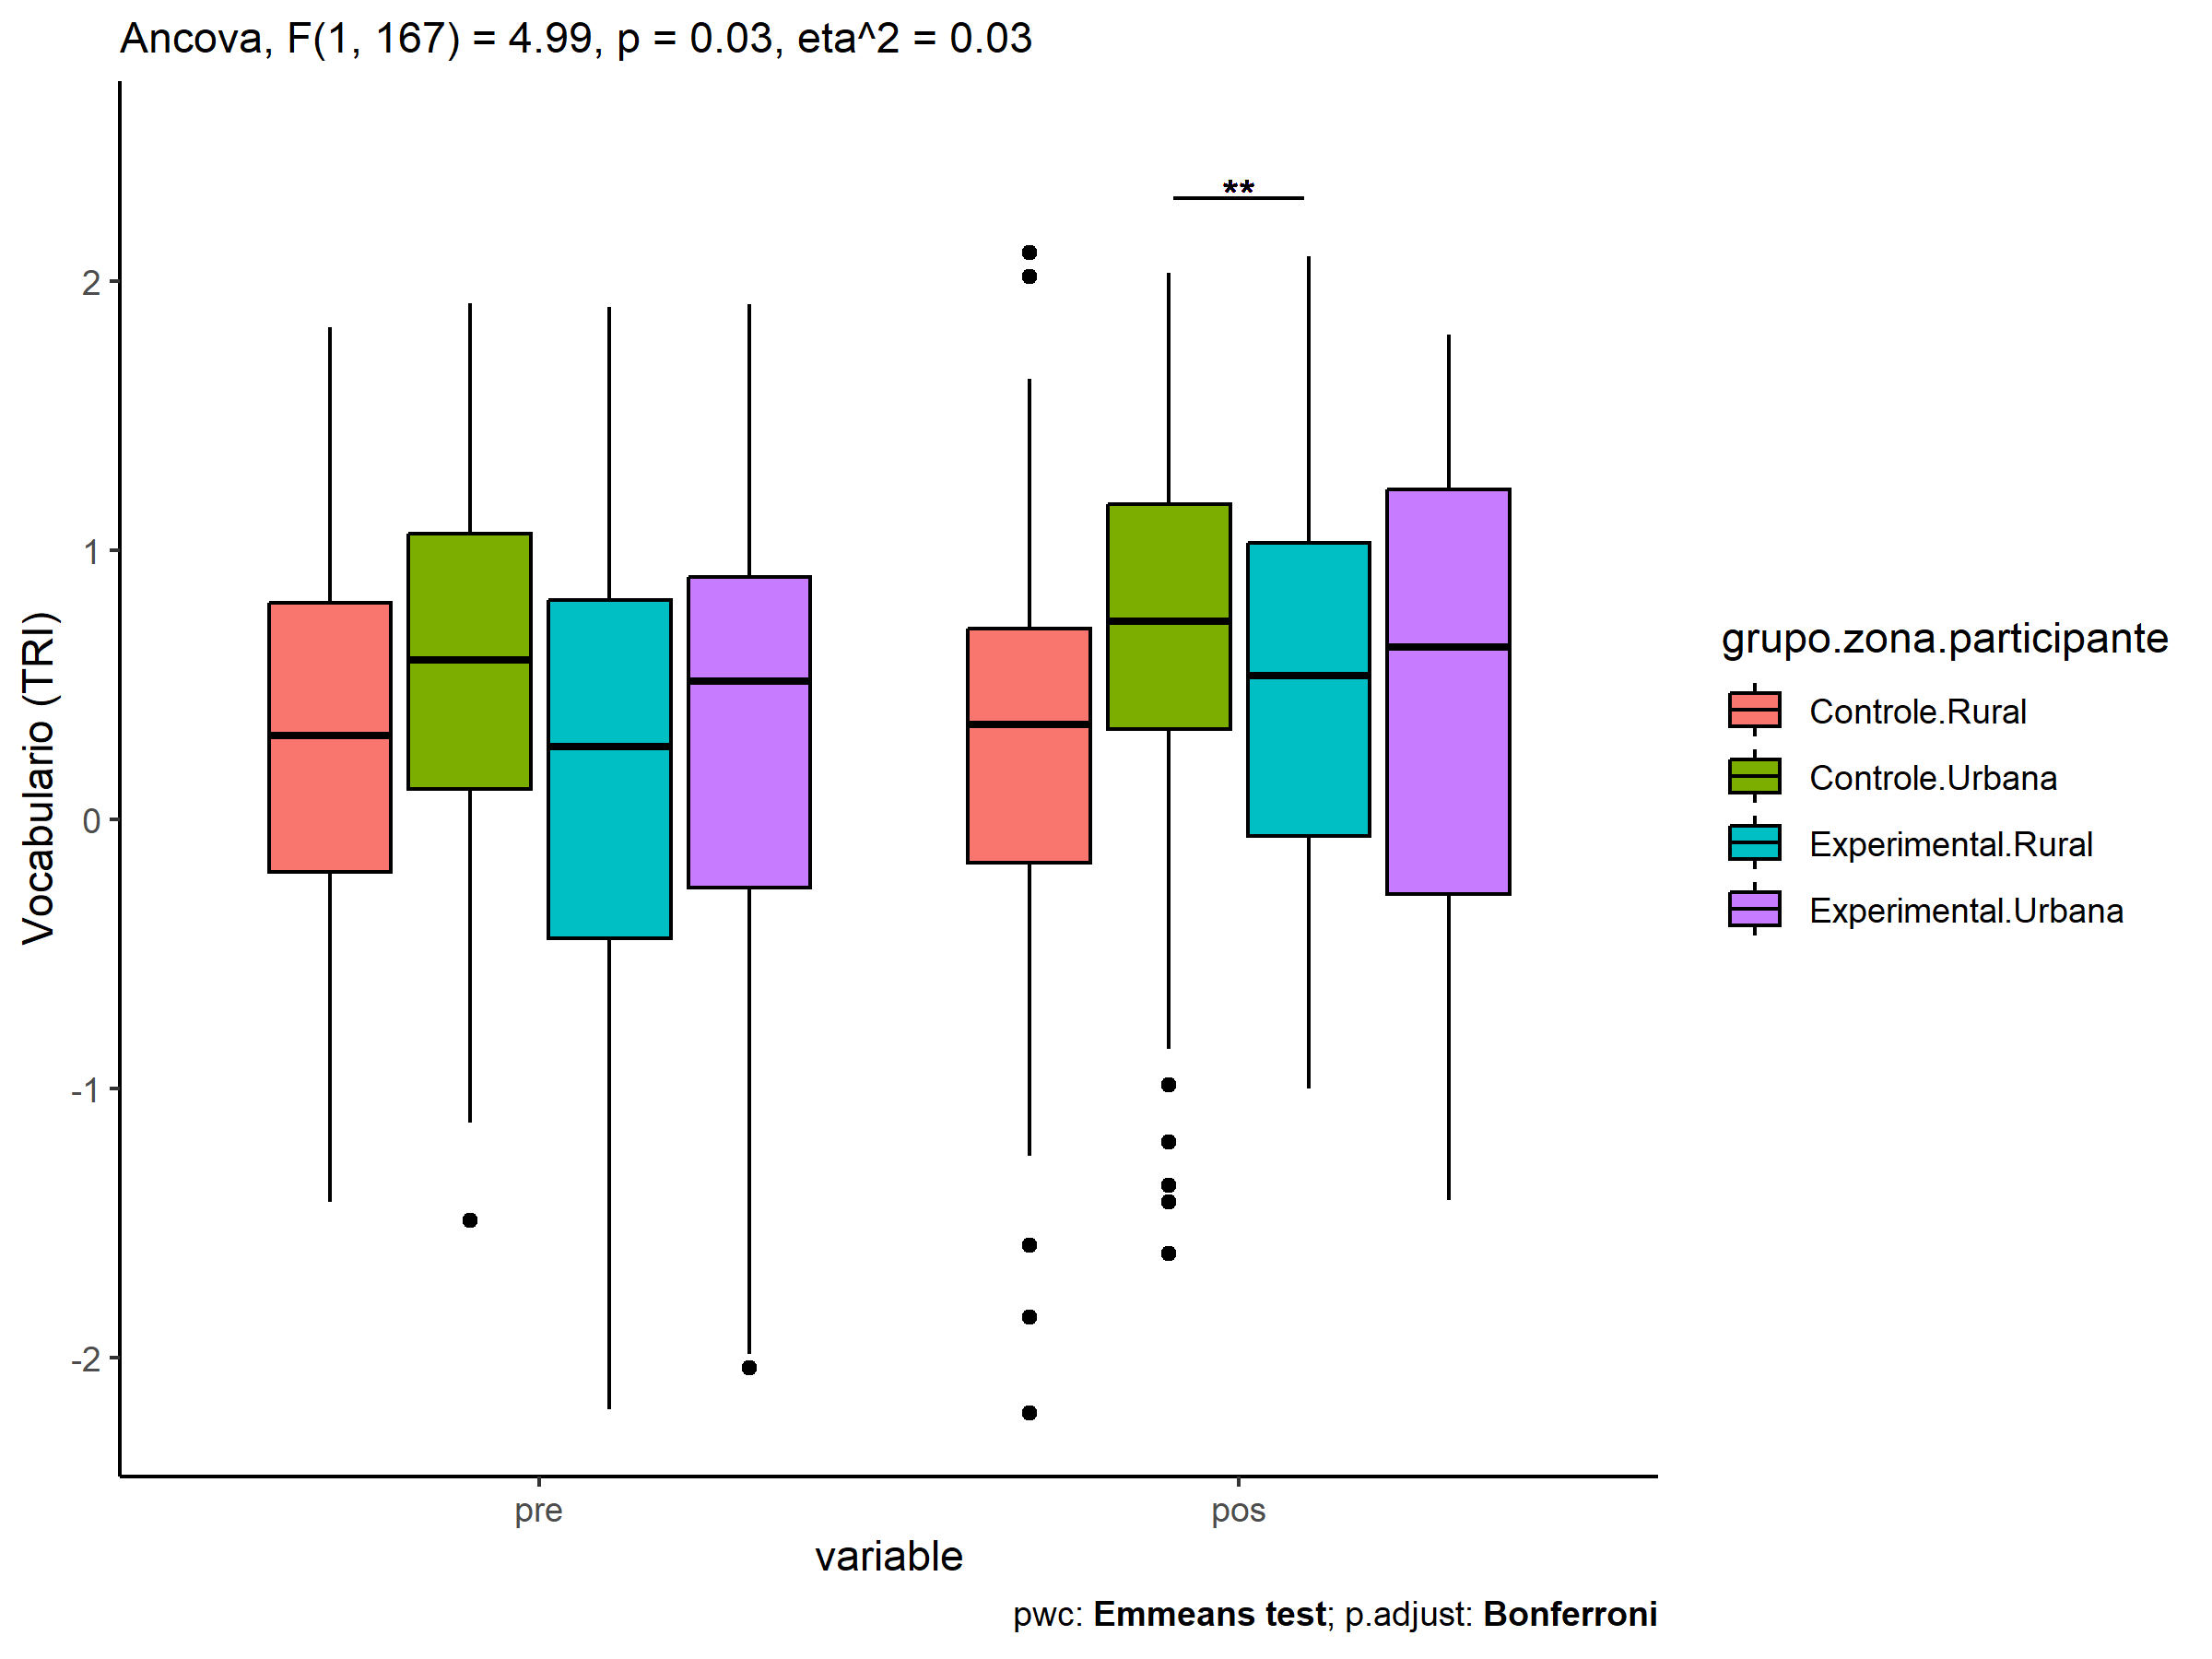 Ancova, F(1, 167) = 4.99, p = 0.03, eta^2 = 0.03
**
2
1
0
-1
-2
Vocabulario (TRI)
pre
pos
variable
grupo.zona.participante
Controle.Rural
Controle.Urbana
Experimental.Rural
Experimental.Urbana
pwc: Emmeans test; p.adjust: Bonferroni